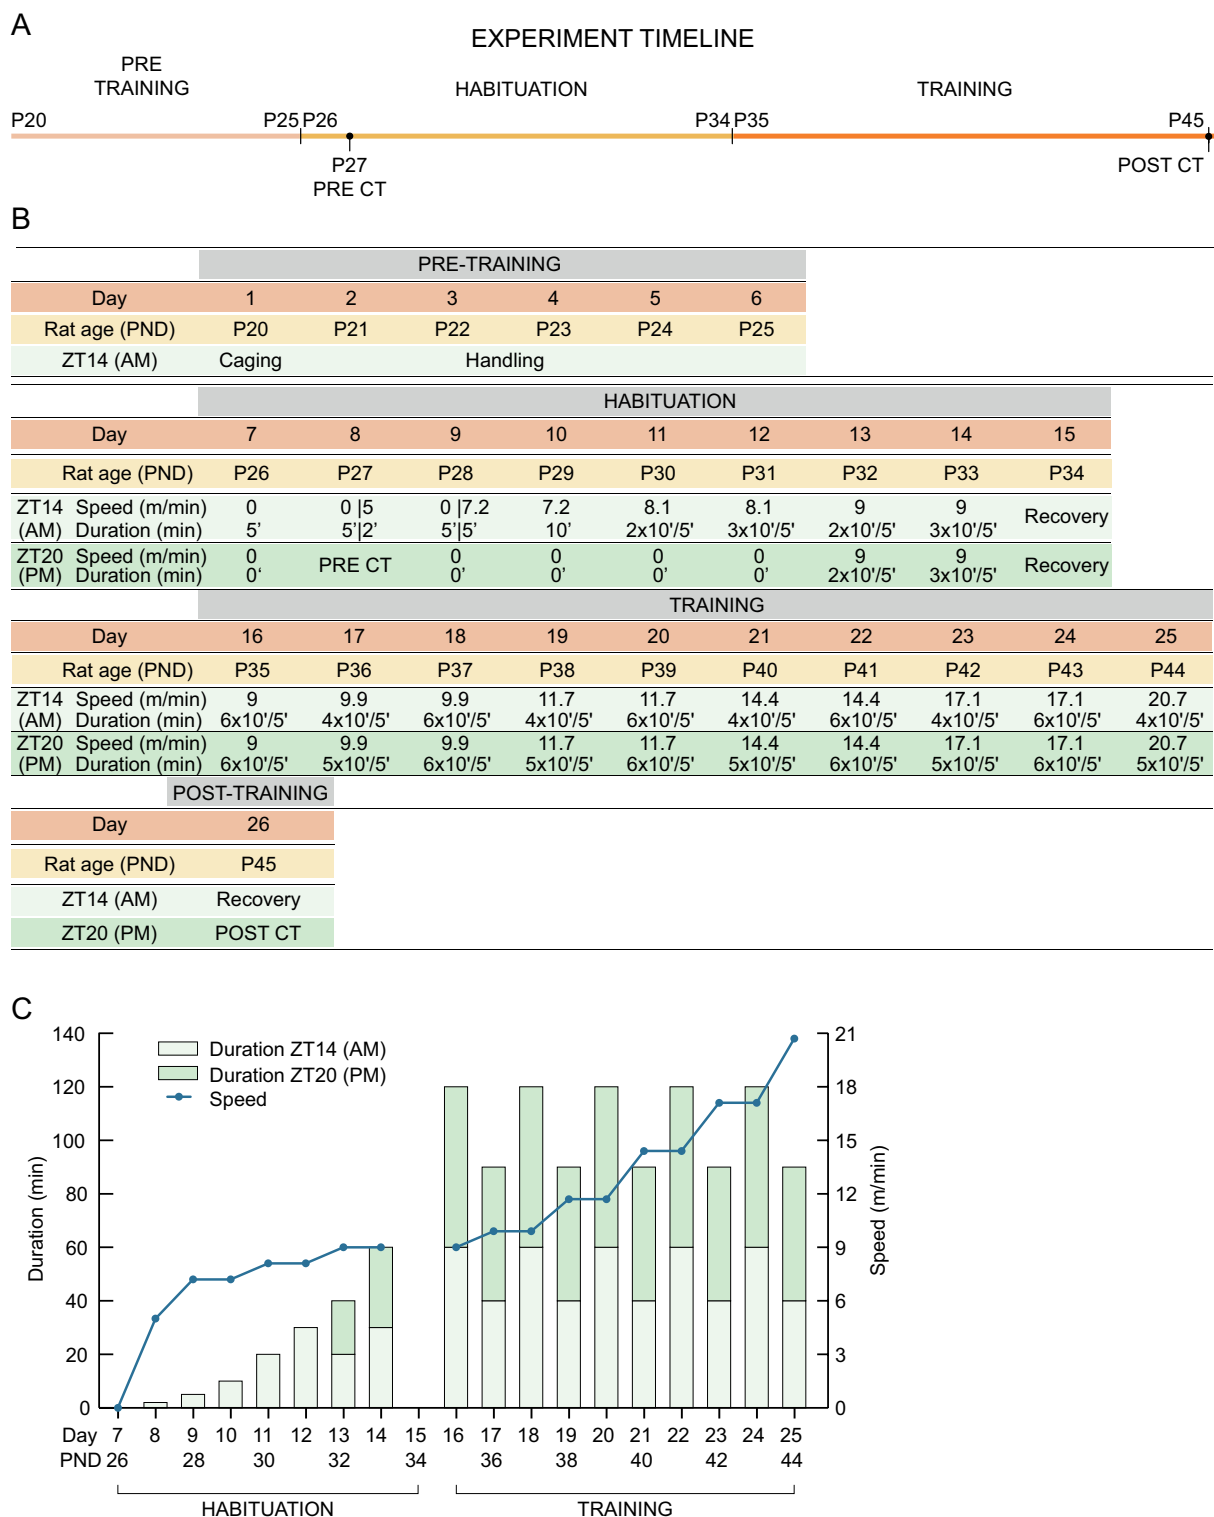 A
EXPERIMENT TIMELINE
PRE
TRAINING
HABITUATION
TRAINING
P20
P25
P26
P34
P35
P45
P27
PRE CT
POST CT
B
PRE-TRAINING
Day 1 2 3 4 5 6
Rat age (PND) P20 P21 P22 P23 P24 P25
ZT14 (AM) Caging Handling
HABITUATION
Day 7 8 9 10 11 12 13 14 15
Rat age (PND) P26 P27 P28 P29 P30 P31 P32 P33 P34
ZT14 Speed (m/min) 0 0 |5 0 |7.2 7.2 8.1 8.1 9 9 Recovery
(AM) Duration (min) 5’ 5’|2’ 5’|5’ 10’ 2x10'/5' 3x10'/5' 2x10'/5' 3x10'/5'
ZT20 Speed (m/min) 0 PRE CT 0 0 0 0 9 9 Recovery
(PM) Duration (min) 0‘ 0’ 0’ 0’ 0’ 2x10'/5' 3x10'/5'
TRAINING
Day 16 17 18 19 20 21 22 23 24 25
Rat age (PND) P35 P36 P37 P38 P39 P40 P41 P42 P43 P44
ZT14 Speed (m/min) 9 9.9 9.9 11.7 11.7 14.4 14.4 17.1 17.1 20.7
(AM) Duration (min) 6x10'/5' 4x10'/5' 6x10'/5' 4x10'/5' 6x10'/5' 4x10'/5' 6x10'/5' 4x10'/5' 6x10'/5' 4x10'/5'
ZT20 Speed (m/min) 9 9.9 9.9 11.7 11.7 14.4 14.4 17.1 17.1 20.7
(PM) Duration (min) 6x10'/5' 5x10'/5' 6x10'/5' 5x10'/5' 6x10'/5' 5x10'/5' 6x10'/5' 5x10'/5' 6x10'/5' 5x10'/5'
POST-TRAINING
Day 26
Rat age (PND) P45
ZT14 (AM) Recovery
ZT20 (PM) POST CT
C
Duration (min)
140
120
100
80
60
40
20
0
Duration ZT14 (AM)
Duration ZT20 (PM)
Speed
21
18
15
12
9
6
3
0
Speed (m/min)
Day 7 8 9 10 11 12 13 14 15 16 17 18 19 20 21 22 23 24 25
PND 26 28 30 32 34 36 38 40 42 44
HABITUATION
TRAINING